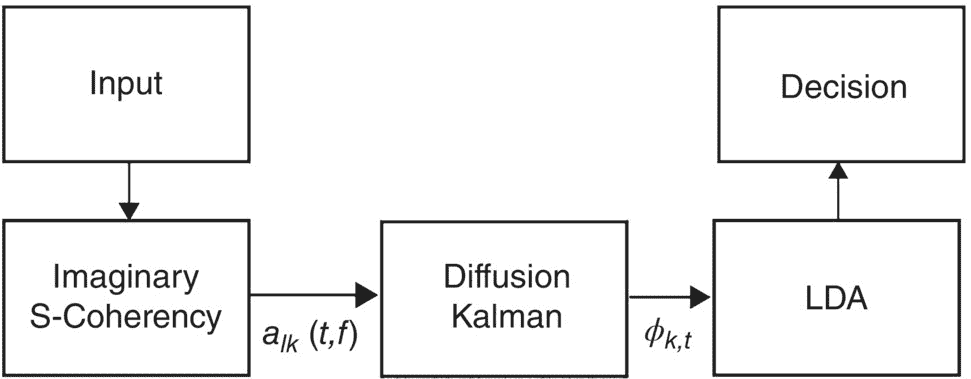 Input
Decision
Imaginary
S-Coherency
a_lk (t,f)
Diffusion
Kalman
ϕ_k,t
LDA